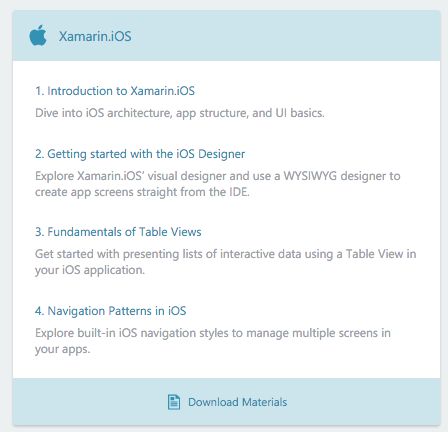 Xamarin.iOS
1. Introduction to Xamarin.iOS
Dive into iOS architecture, app structure, and UI basics.
2. Getting started with the iOS Designer
Explore Xamarin.iOS’ visual designer and use a WYSIWYG designer to
create app screens straight from the IDE.
3. Fundamentals of Table Views
Get started with presenting lists of interactive data using a Table View in
your iOS application.
4. Navigation Patterns in iOS
Explore built-in iOS navigation styles to manage multiple screens in
your apps.
Download Materials